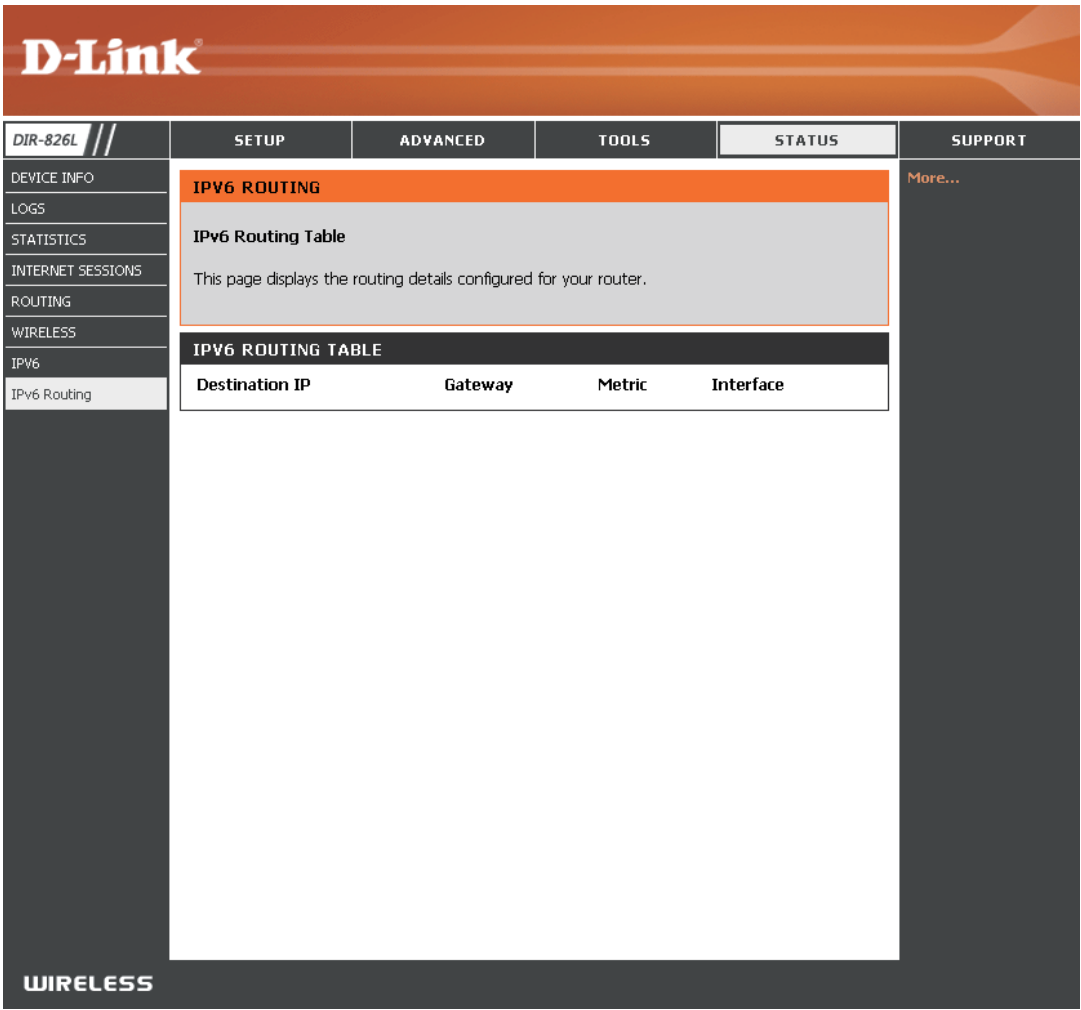 D-Link®
DIR-826L
SETUP
ADVANCED
TOOLS
STATUS
SUPPORT
DEVICE INFO
LOGS
STATISTICS
INTERNET SESSIONS
ROUTING
WIRELESS
IPV6
IPv6 Routing
IPV6 ROUTING
IPv6 Routing Table
This page displays the routing details configured for your router.
IPV6 ROUTING TABLE
Destination IP Gateway Metric Interface
More...
WIRELESS